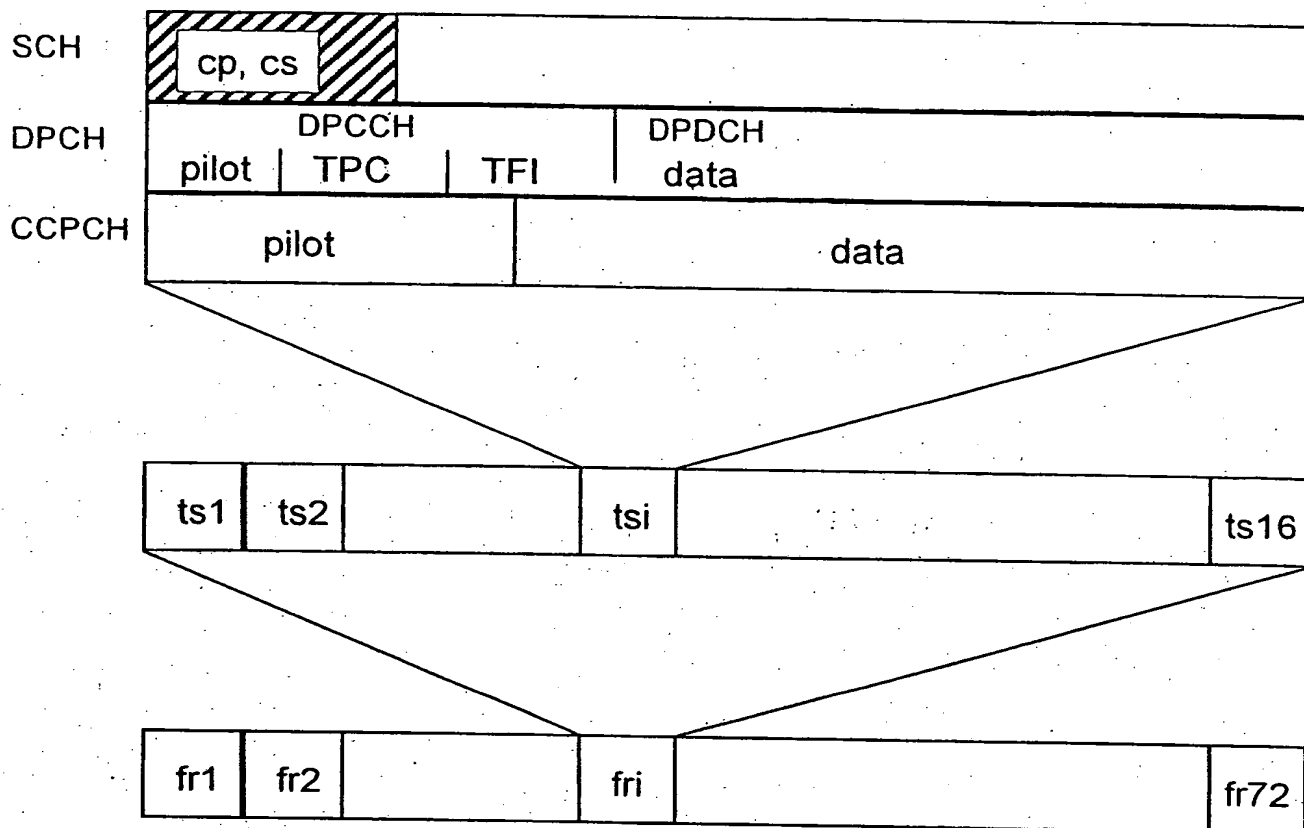 SCH cp, cs
DPCH DPCCH DPDCH
pilot TPC TFI data
CCPCH pilot data
ts1 ts2 tsi ts16
fr1 fr2 fri fr72